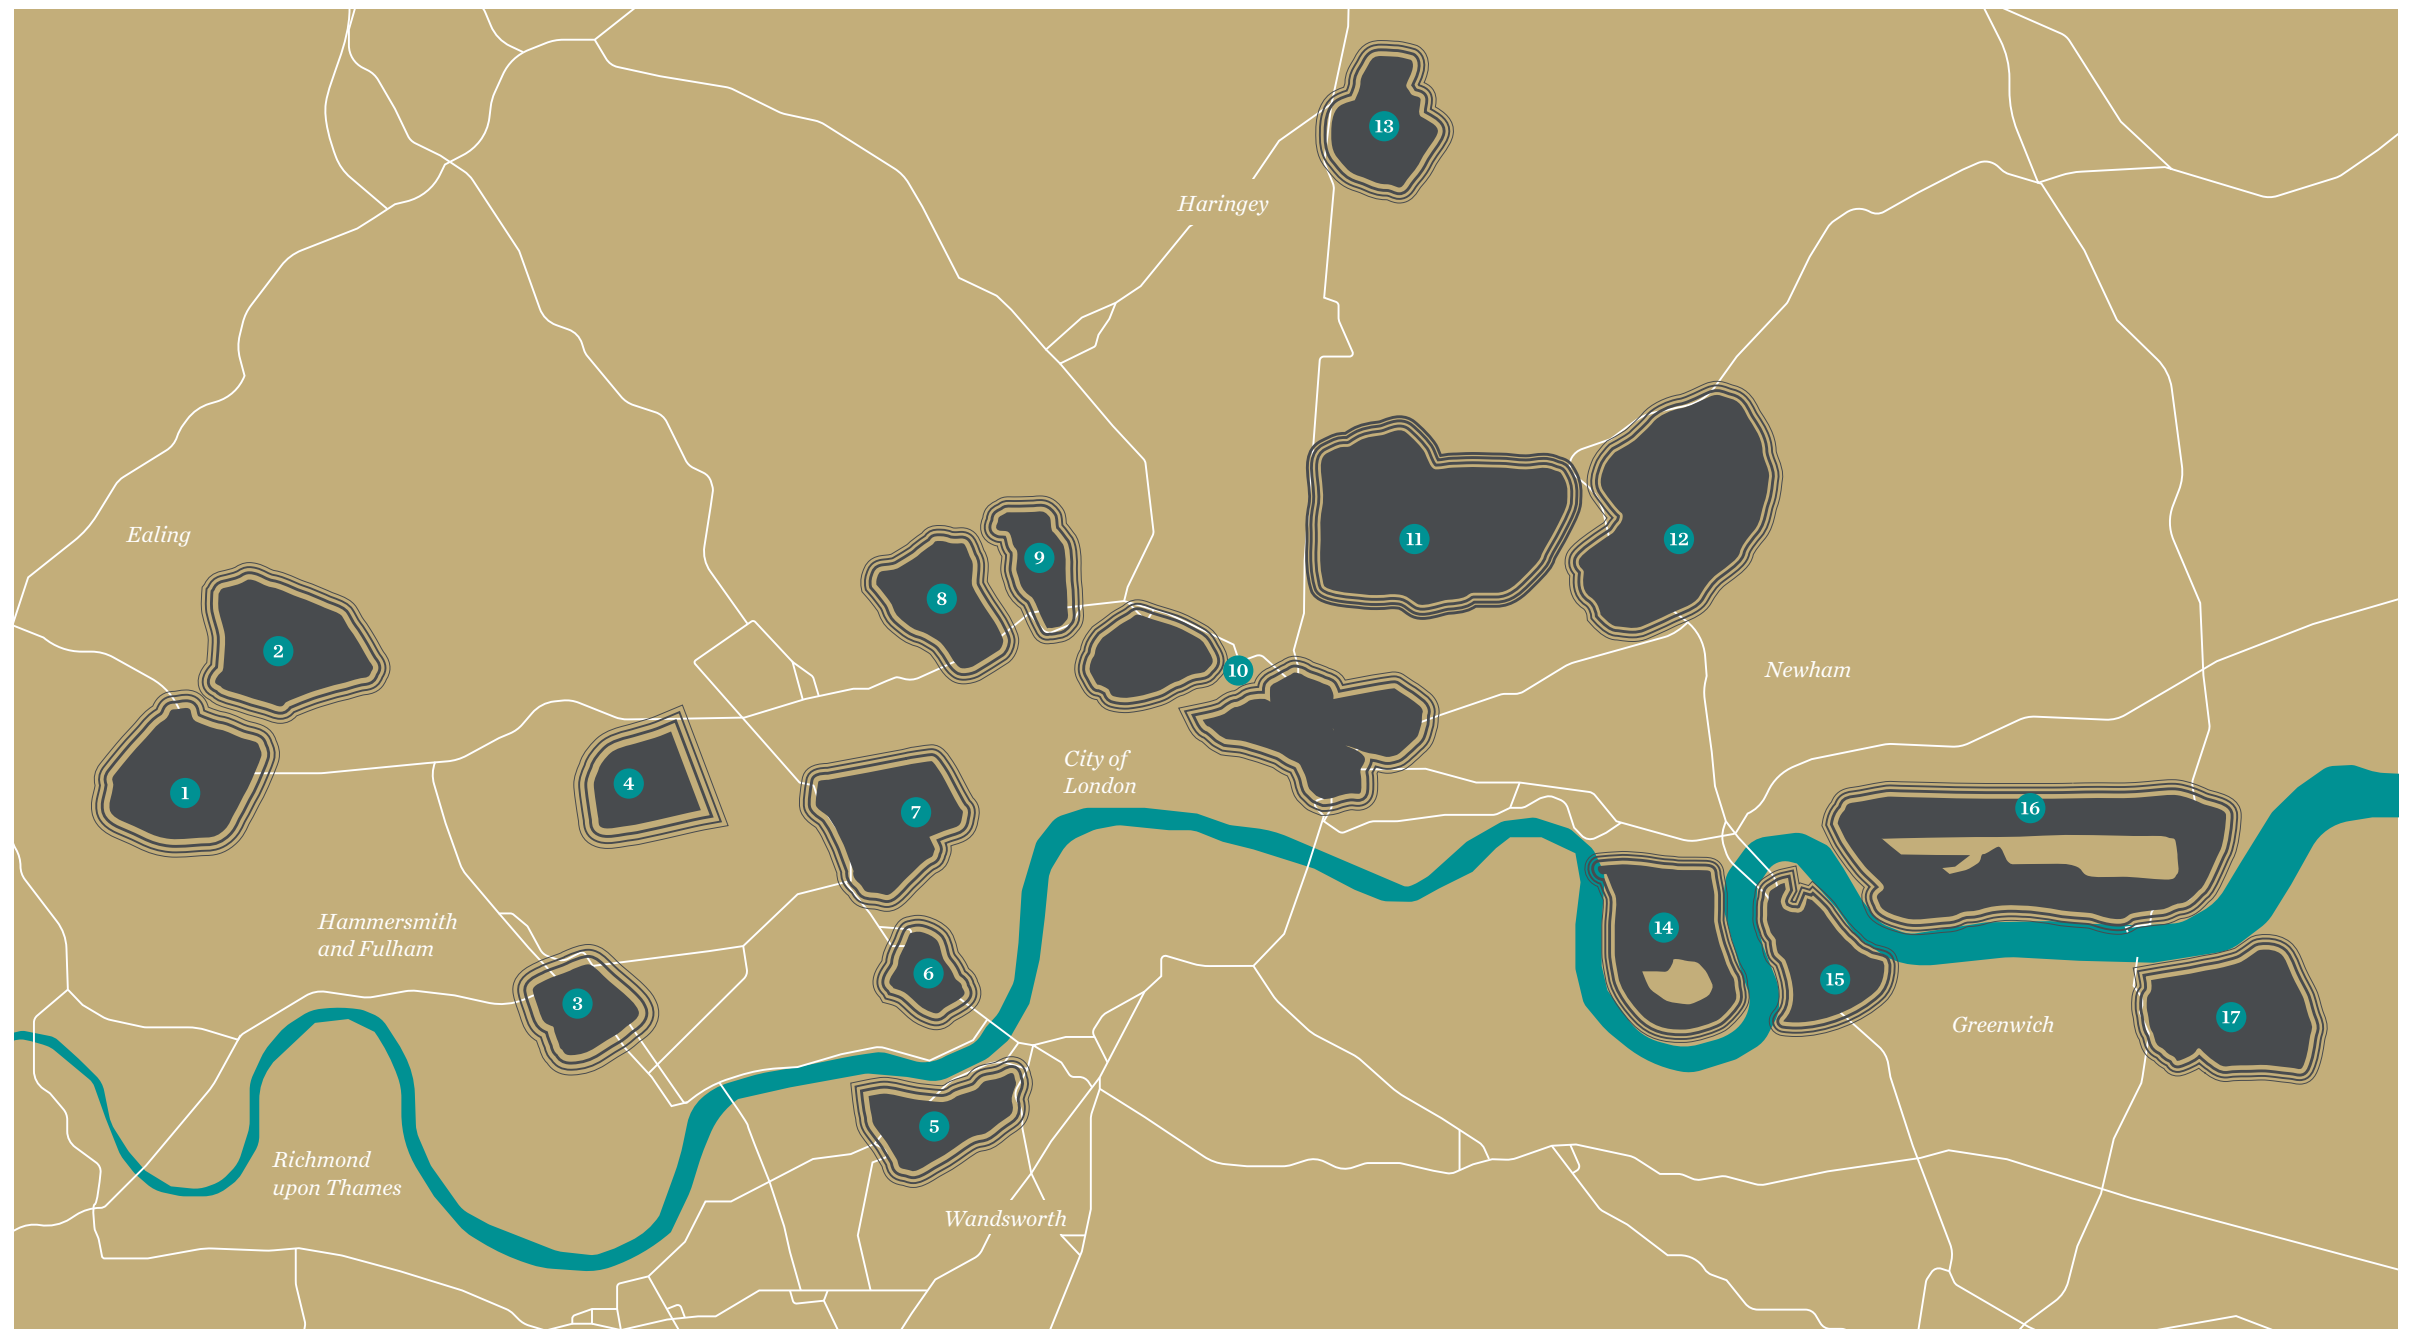 13
Haringey
Ealing
11
12
9
8
2
10
Newham
City of
London
4
1
7
16
Hammersmith
and Fulham
14
6
15
3
17
Greenwich
5
Richmond
upon Thames
Wandsworth